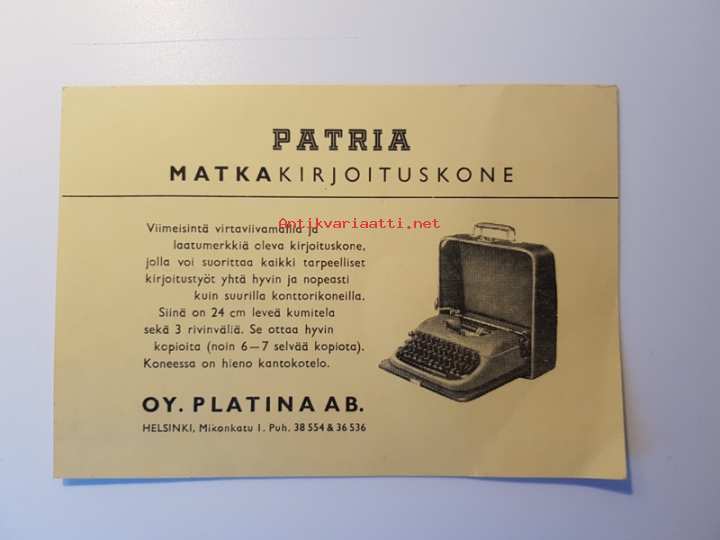 PATRIA
MATKAKIRJOITUSKONE
Antikvariaatti.net
Viimeisintä virtaviivamallia ja
laatumerkkiä oleva kirjoituskone,
jolla voi suorittaa kaikki tarpeelliset
kirjoitustyöt yhtä hyvin ja nopeasti
kuin suurilla konttorikoneilla.
Siinä on 24 cm leveä kumitela
sekä 3 rivinväliä. Se ottaa hyvin
kopioita (noin 6—7 selvää kopiota).
Koneessa on hieno kantokotelo.
OY. PLATINA AB.
HELSINKI, Mikonkatu 1. Puh. 38 554 & 36 536